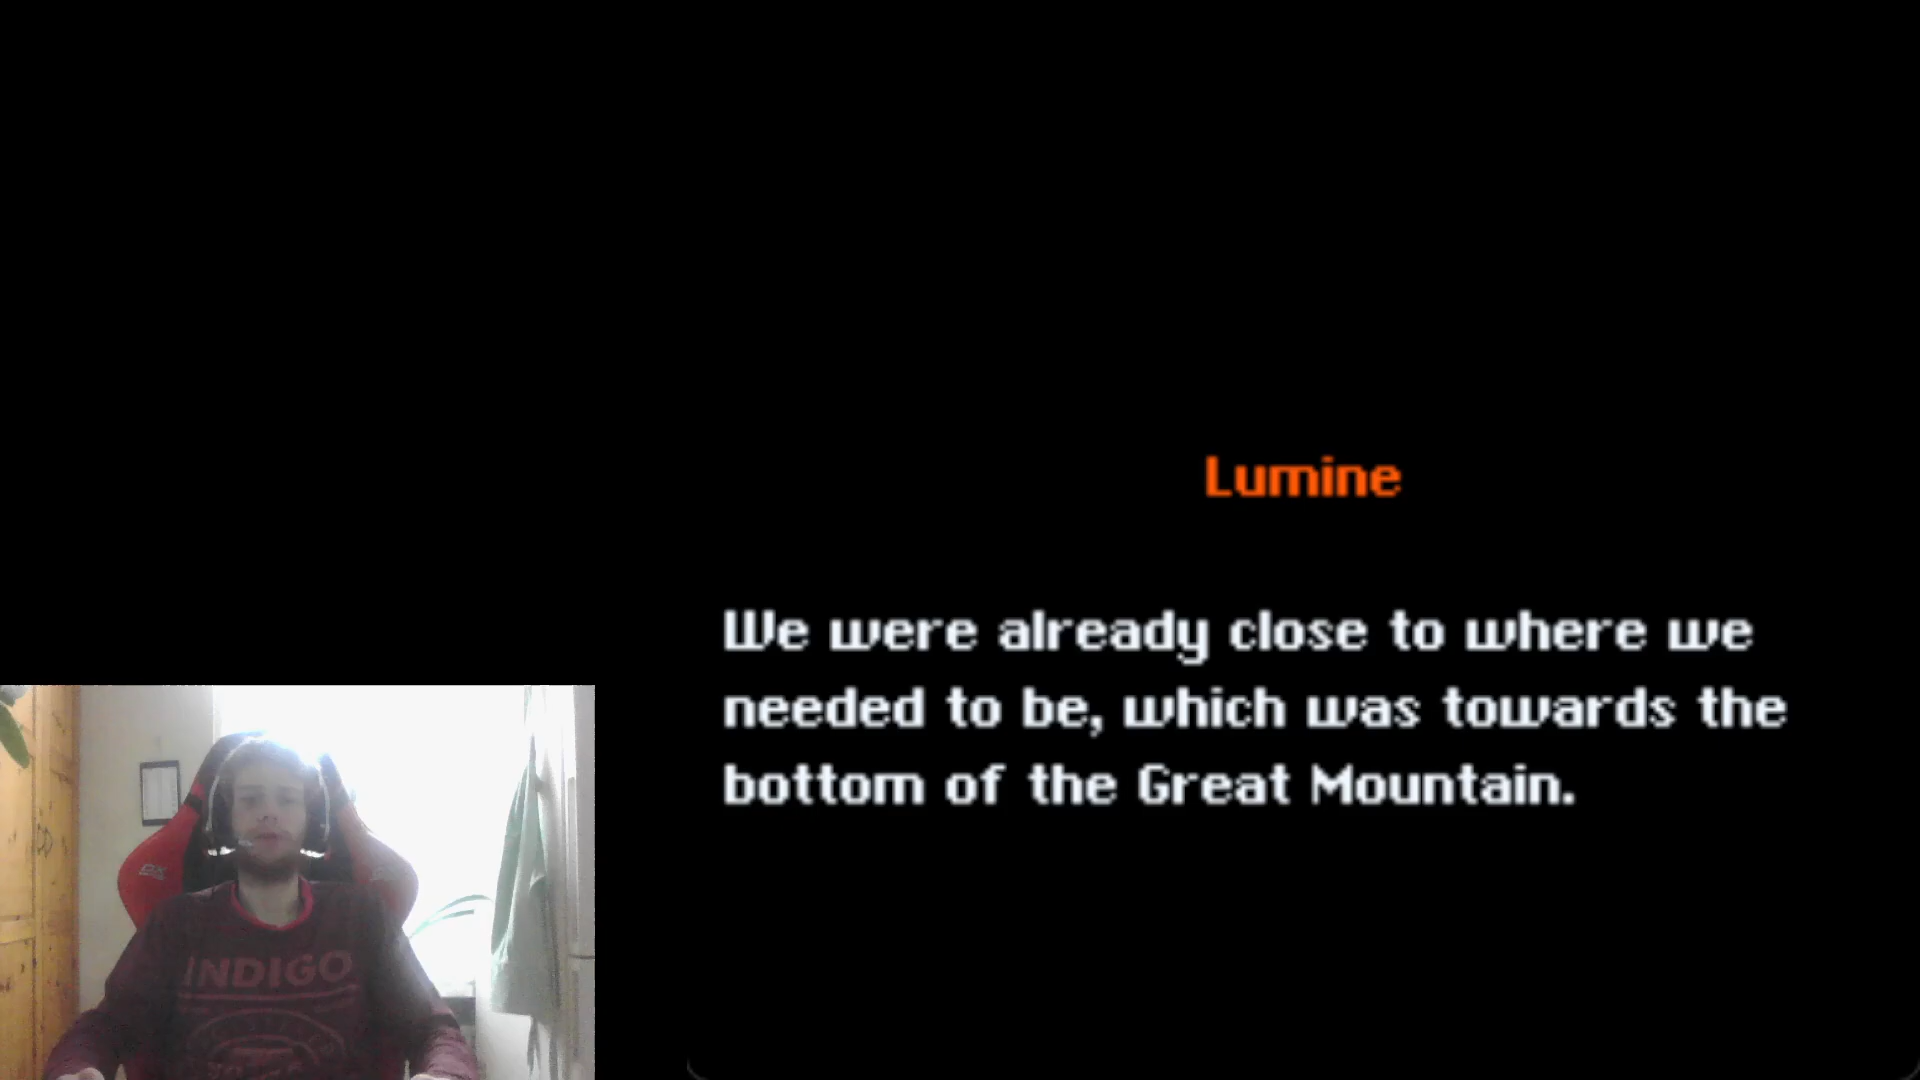 Lumine
We were already close to where we
needed to be, which was towards the
bottom of the Great Mountain.
INDIGO